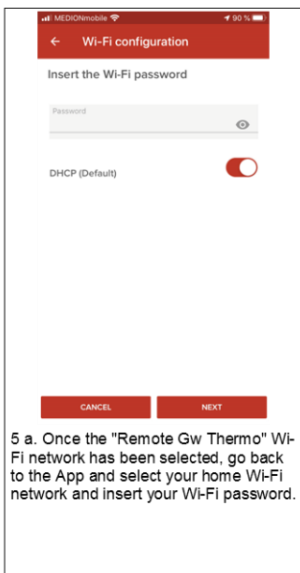 MEDIONmobile 90 %
Wi-Fi configuration
Insert the Wi-Fi password
Password
DHCP (Default)
CANCEL NEXT
5 a. Once the "Remote Gw Thermo" Wi-
Fi network has been selected, go back
to the App and select your home Wi-Fi
network and insert your Wi-Fi password.